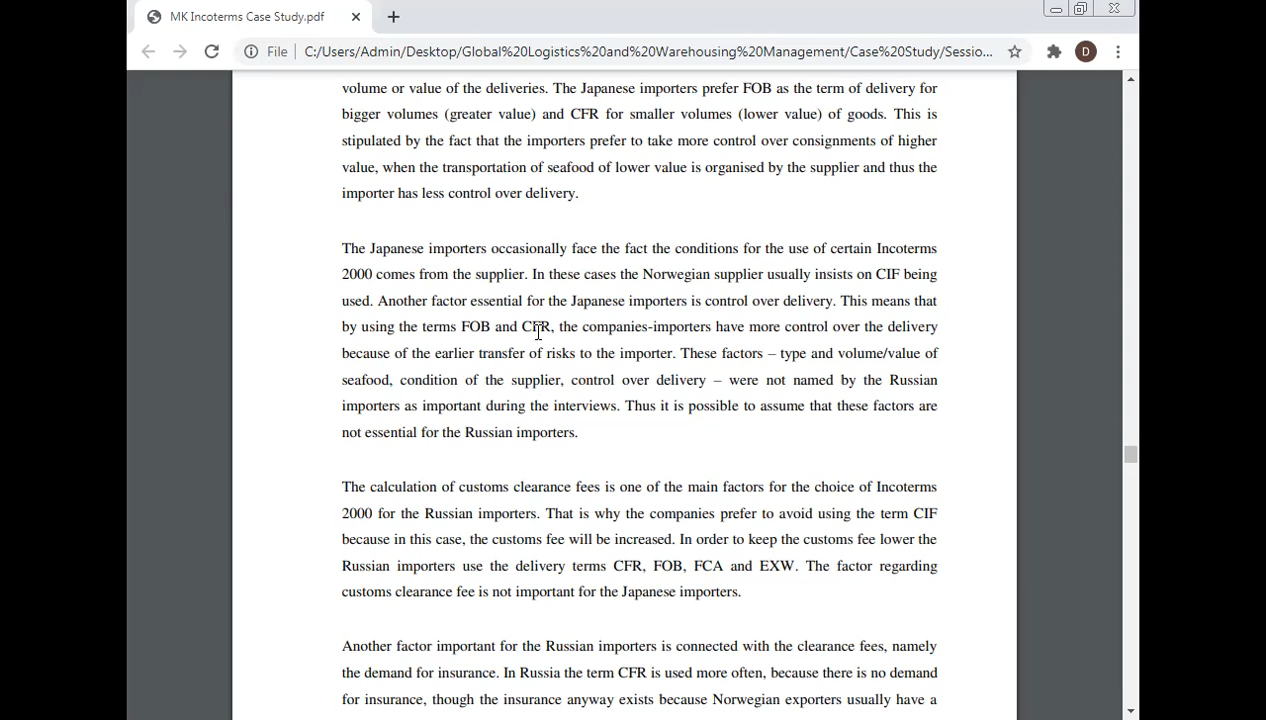 MK Incoterms Case Study.pdf
File C:/Users/Admin/Desktop/Global%20Logistics%20and%20Warehousing%20Management/Case%20Study/Sessio...
D
volume or value of the deliveries. The Japanese importers prefer FOB as the term of delivery for
bigger volumes (greater value) and CFR for smaller volumes (lower value) of goods. This is
stipulated by the fact that the importers prefer to take more control over consignments of higher
value, when the transportation of seafood of lower value is organised by the supplier and thus the
importer has less control over delivery.
The Japanese importers occasionally face the fact the conditions for the use of certain Incoterms
2000 comes from the supplier. In these cases the Norwegian supplier usually insists on CIF being
used. Another factor essential for the Japanese importers is control over delivery. This means that
by using the terms FOB and CFR, the companies-importers have more control over the delivery
because of the earlier transfer of risks to the importer. These factors – type and volume/value of
seafood, condition of the supplier, control over delivery – were not named by the Russian
importers as important during the interviews. Thus it is possible to assume that these factors are
not essential for the Russian importers.
The calculation of customs clearance fees is one of the main factors for the choice of Incoterms
2000 for the Russian importers. That is why the companies prefer to avoid using the term CIF
because in this case, the customs fee will be increased. In order to keep the customs fee lower the
Russian importers use the delivery terms CFR, FOB, FCA and EXW. The factor regarding
customs clearance fee is not important for the Japanese importers.
Another factor important for the Russian importers is connected with the clearance fees, namely
the demand for insurance. In Russia the term CFR is used more often, because there is no demand
for insurance, though the insurance anyway exists because Norwegian exporters usually have a